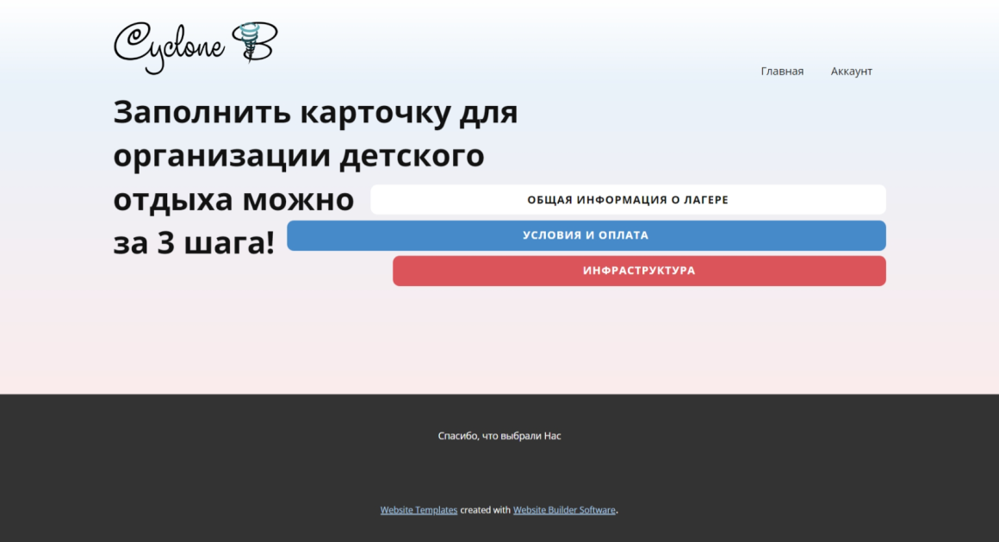 Cyclone B
Главная Аккаунт
Заполнить карточку для
организации детского
отдыха можно
за 3 шага!
ОБЩАЯ ИНФОРМАЦИЯ О ЛАГЕРЕ
УСЛОВИЯ И ОПЛАТА
ИНФРАСТРУКТУРА
Спасибо, что выбрали Нас
Website Templates created with Website Builder Software.